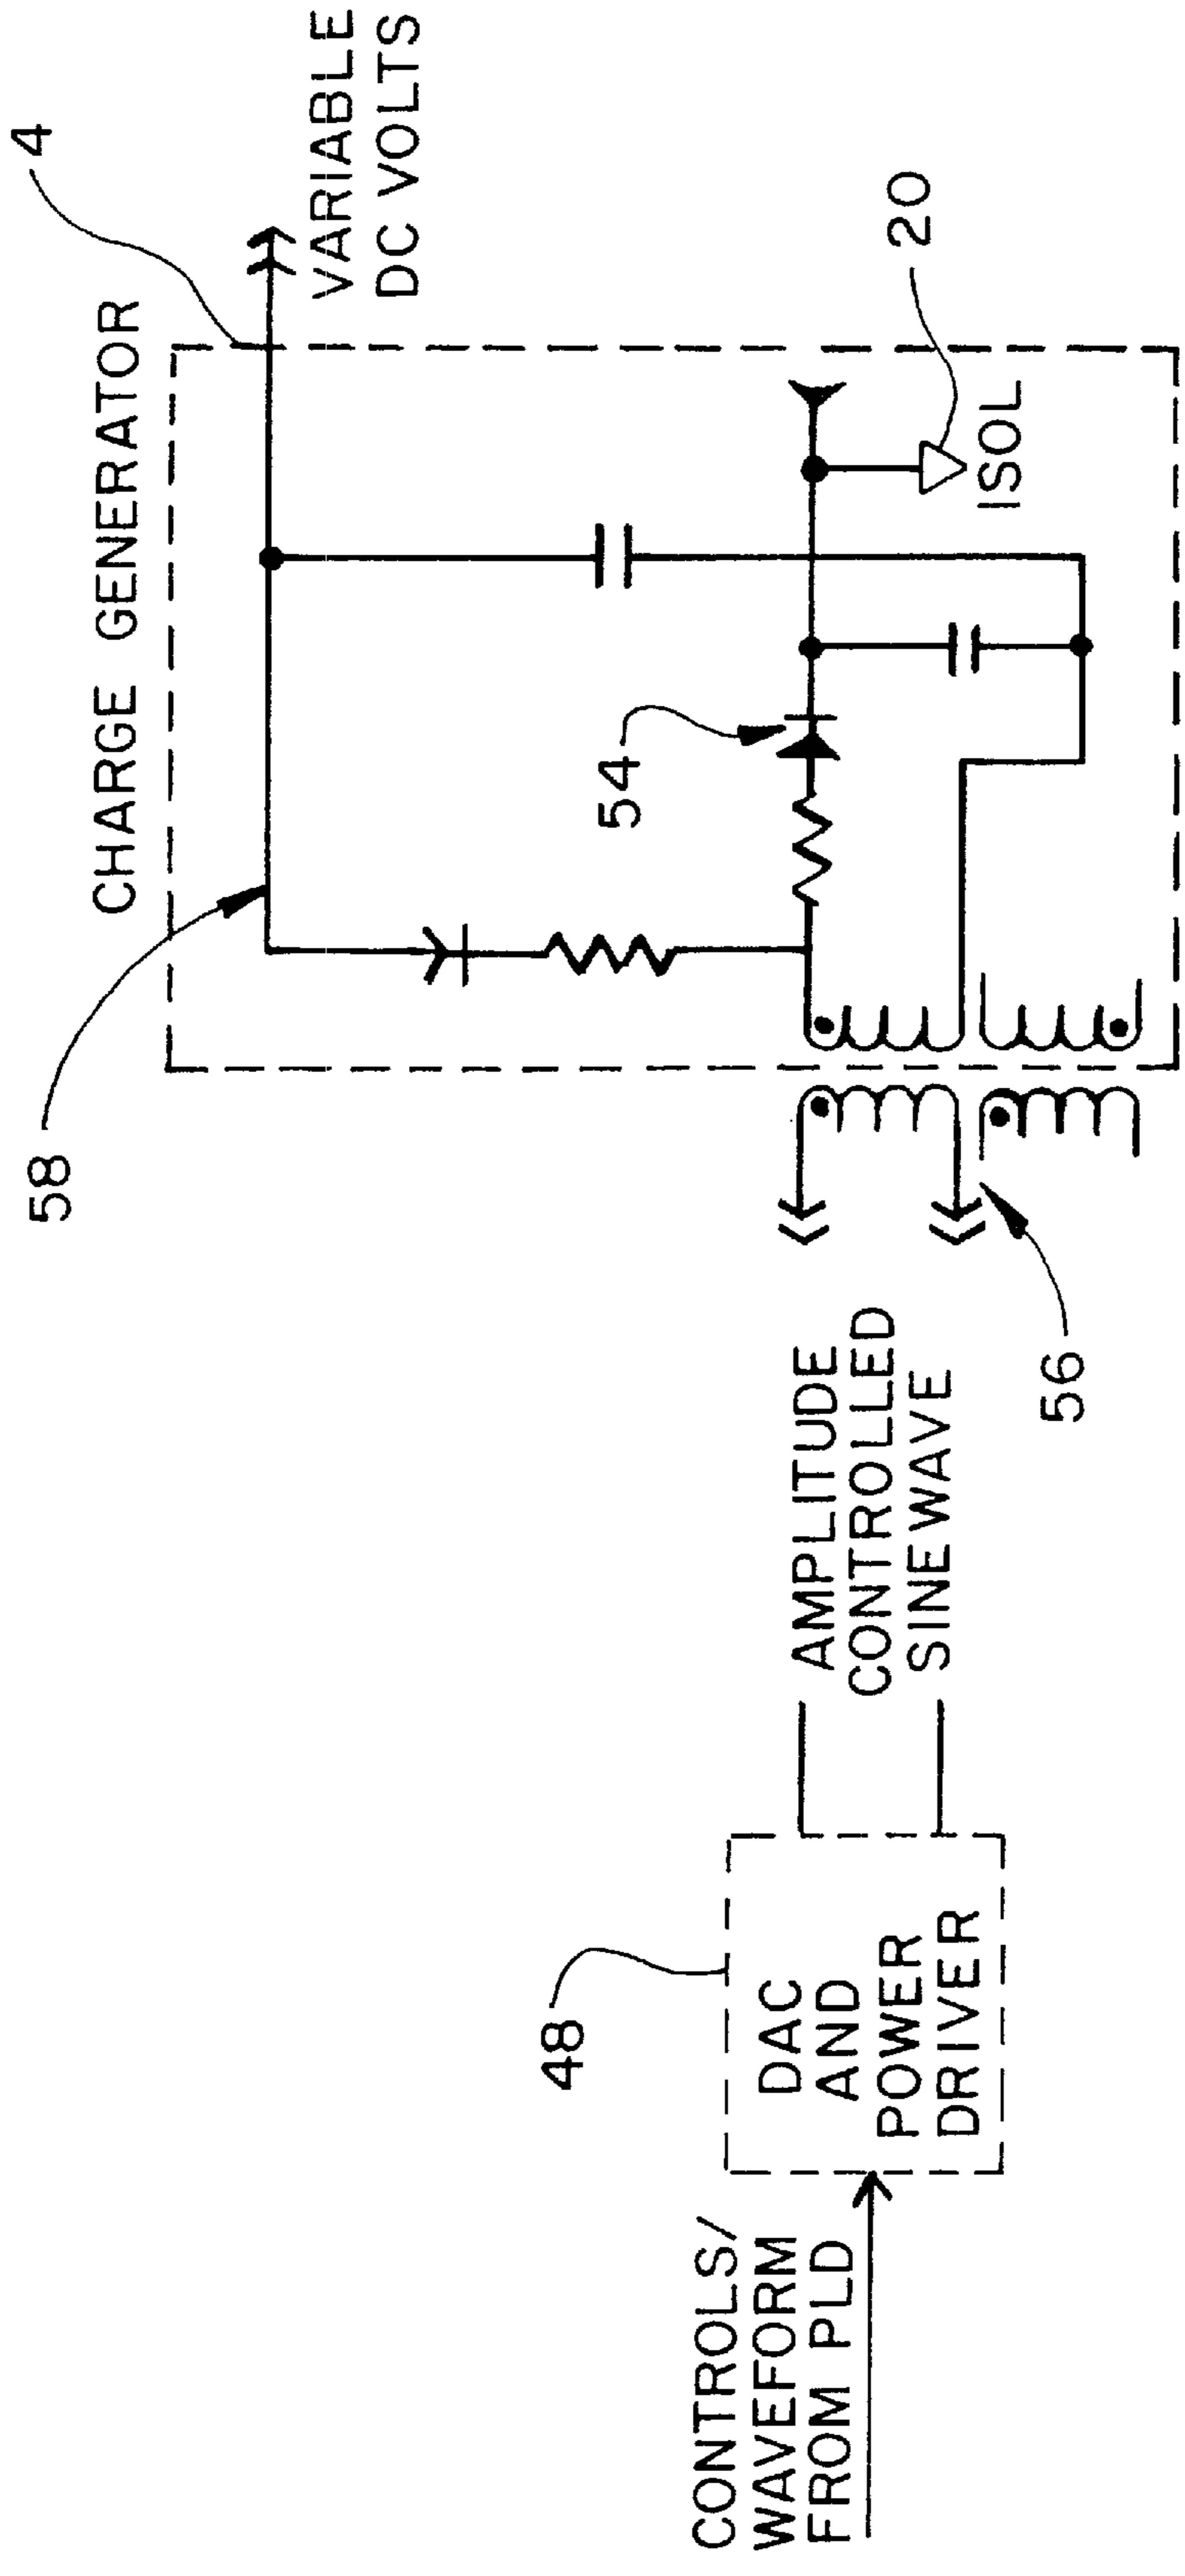 CONTROLS/
WAVEFORM
FROM PLD
48
DAC
AND
POWER
DRIVER
AMPLITUDE
CONTROLLED
SINEWAVE
56
58
CHARGE GENERATOR
4
54
20
ISOL
VARIABLE
DC VOLTS